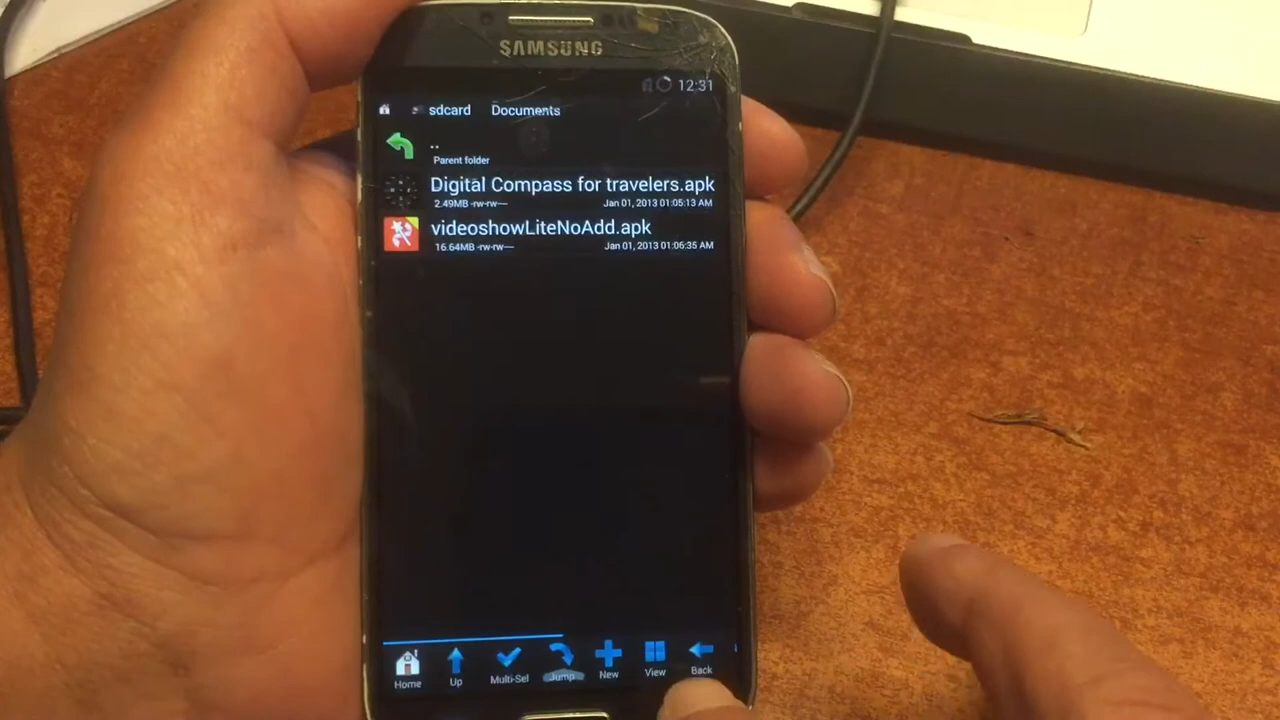 SAMSUNG
12:31
sdcard Documents
..
Parent folder
Digital Compass for travelers.apk
2.49MB -rw-rw---- Jan 01, 2013 01:05:13 AM
videoshowLiteNoAdd.apk
16.64MB -rw-rw---- Jan 01, 2013 01:06:35 AM
Home Up Multi-Sel Jump New View Back